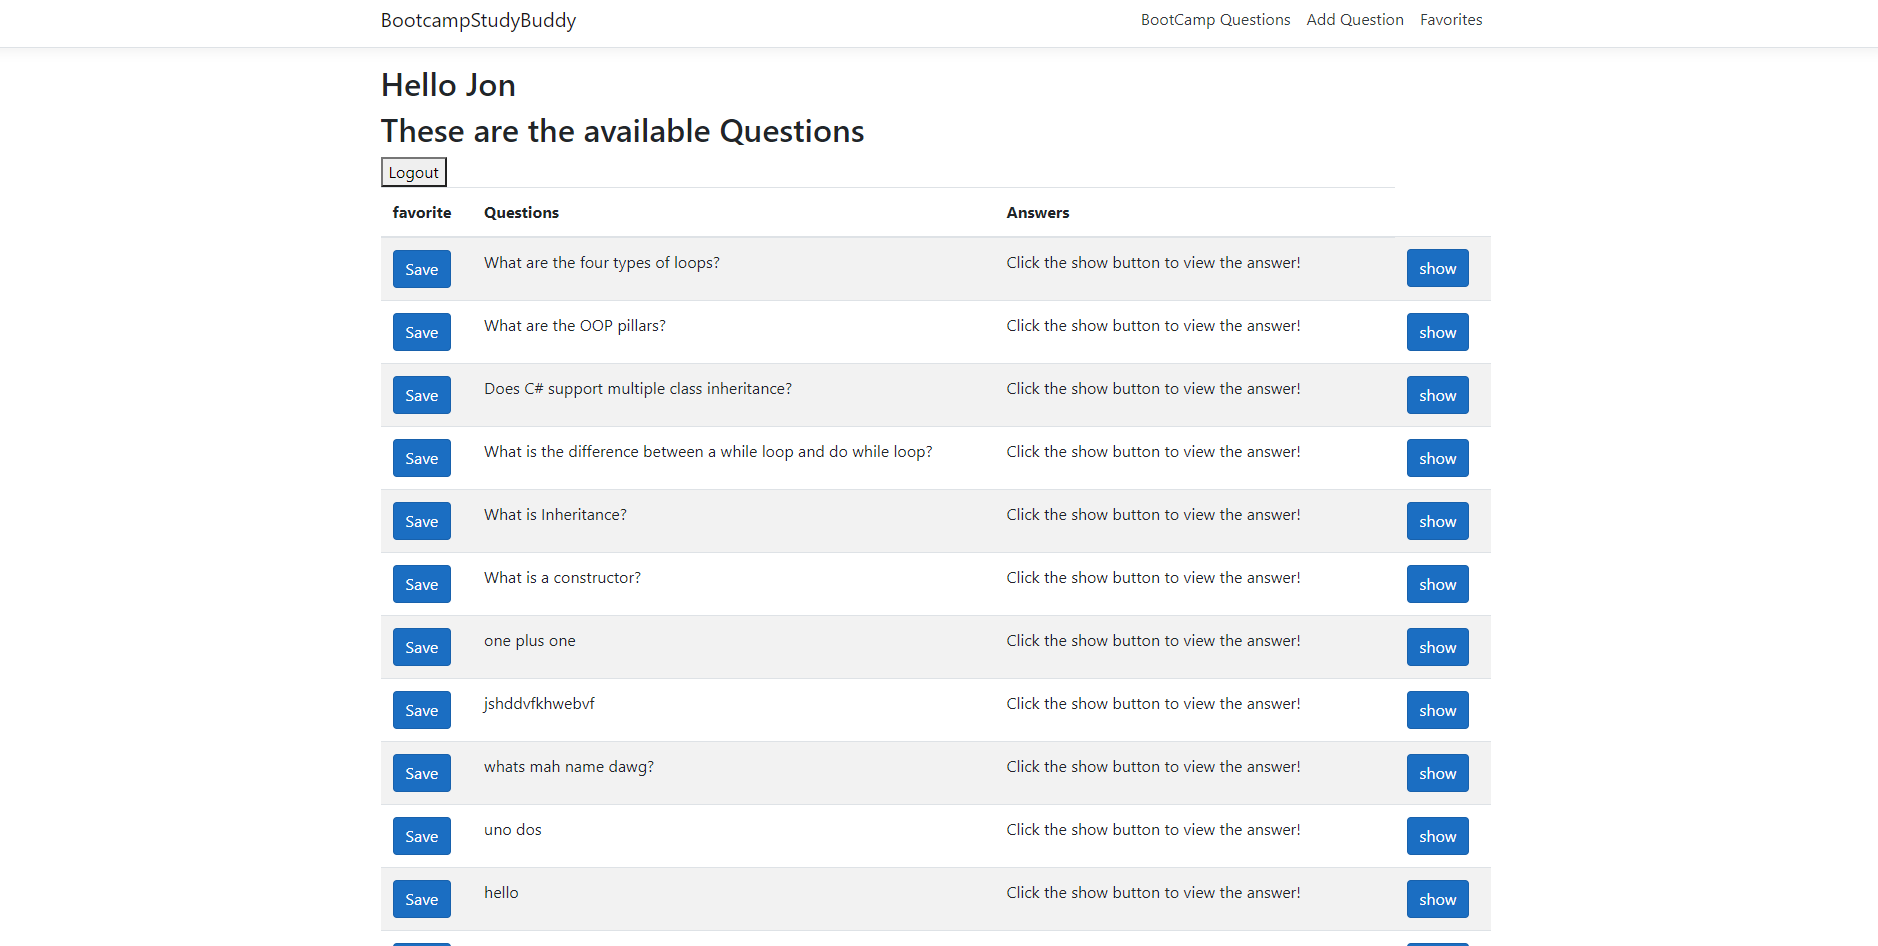 BootcampStudyBuddy BootCamp Questions Add Question Favorites
Hello Jon
These are the available Questions
Logout
favorite Questions Answers
Save What are the four types of loops? Click the show button to view the answer! show
Save What are the OOP pillars? Click the show button to view the answer! show
Save Does C# support multiple class inheritance? Click the show button to view the answer! show
Save What is the difference between a while loop and do while loop? Click the show button to view the answer! show
Save What is Inheritance? Click the show button to view the answer! show
Save What is a constructor? Click the show button to view the answer! show
Save one plus one Click the show button to view the answer! show
Save jshddvfkhwebvf Click the show button to view the answer! show
Save whats mah name dawg? Click the show button to view the answer! show
Save uno dos Click the show button to view the answer! show
Save hello Click the show button to view the answer! show